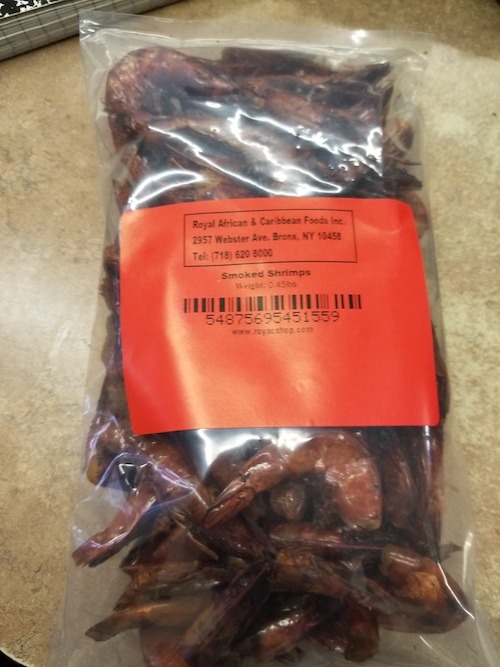 Royal African & Caribbean Foods Inc.
2957 Webster Ave. Bronx, NY 10458
Tel: (718) 620 8000
Smoked Shrimps
Weight: 0.45lbs
54875695451559
www.royacshop.com